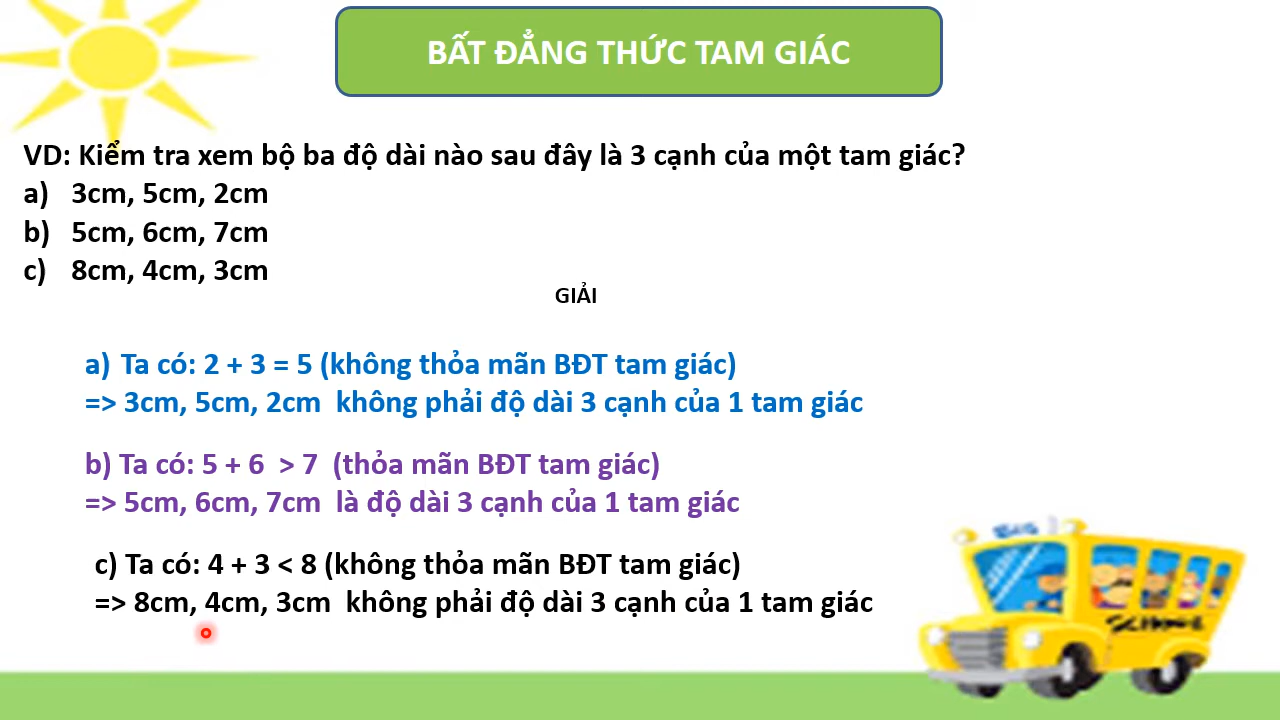 BẤT ĐẲNG THỨC TAM GIÁC
VD: Kiểm tra xem bộ ba độ dài nào sau đây là 3 cạnh của một tam giác?
a) 3cm, 5cm, 2cm
b) 5cm, 6cm, 7cm
c) 8cm, 4cm, 3cm
GIẢI
a) Ta có: 2 + 3 = 5 (không thỏa mãn BĐT tam giác)
=> 3cm, 5cm, 2cm không phải độ dài 3 cạnh của 1 tam giác
b) Ta có: 5 + 6 > 7 (thỏa mãn BĐT tam giác)
=> 5cm, 6cm, 7cm là độ dài 3 cạnh của 1 tam giác
c) Ta có: 4 + 3 < 8 (không thỏa mãn BĐT tam giác)
=> 8cm, 4cm, 3cm không phải độ dài 3 cạnh của 1 tam giác